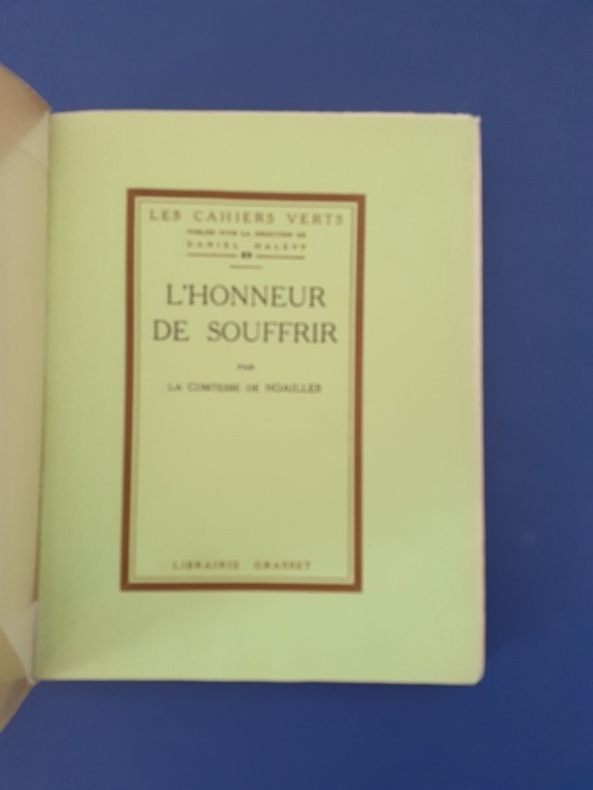 LES CAHIERS VERTS
PUBLIÉS SOUS LA DIRECTION DE
DANIEL HALÉVY
L'HONNEUR
DE SOUFFRIR
PAR
LA COMTESSE DE NOAILLES
LIBRAIRIE GRASSET